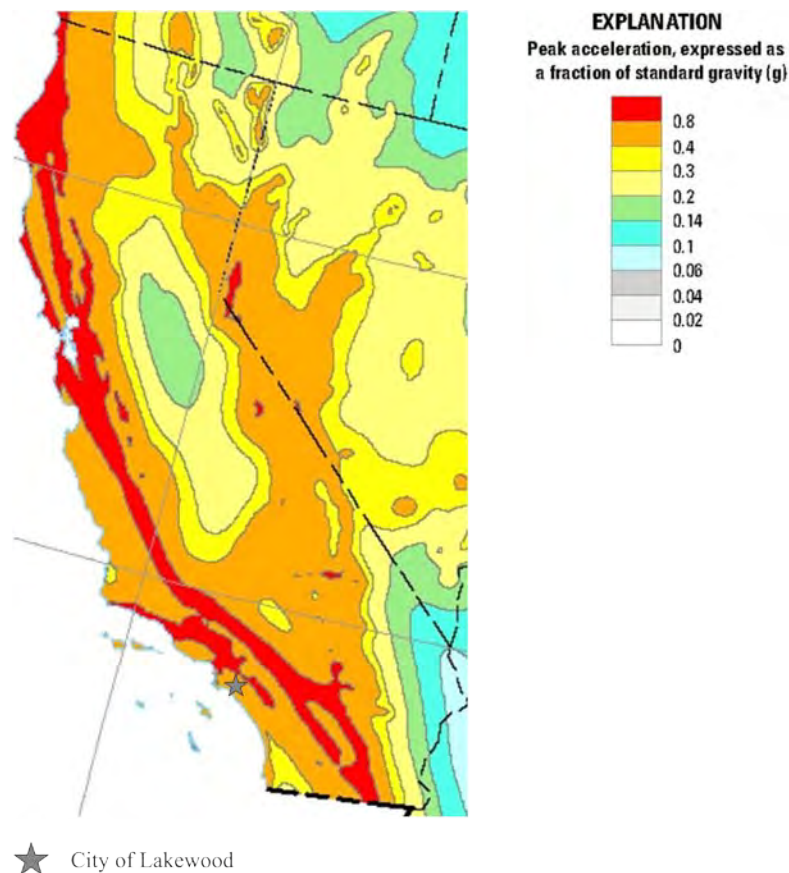 EXPLANATION
Peak acceleration, expressed as
a fraction of standard gravity (g)
0.8
0.4
0.3
0.2
0.14
0.1
0.06
0.04
0.02
0
City of Lakewood